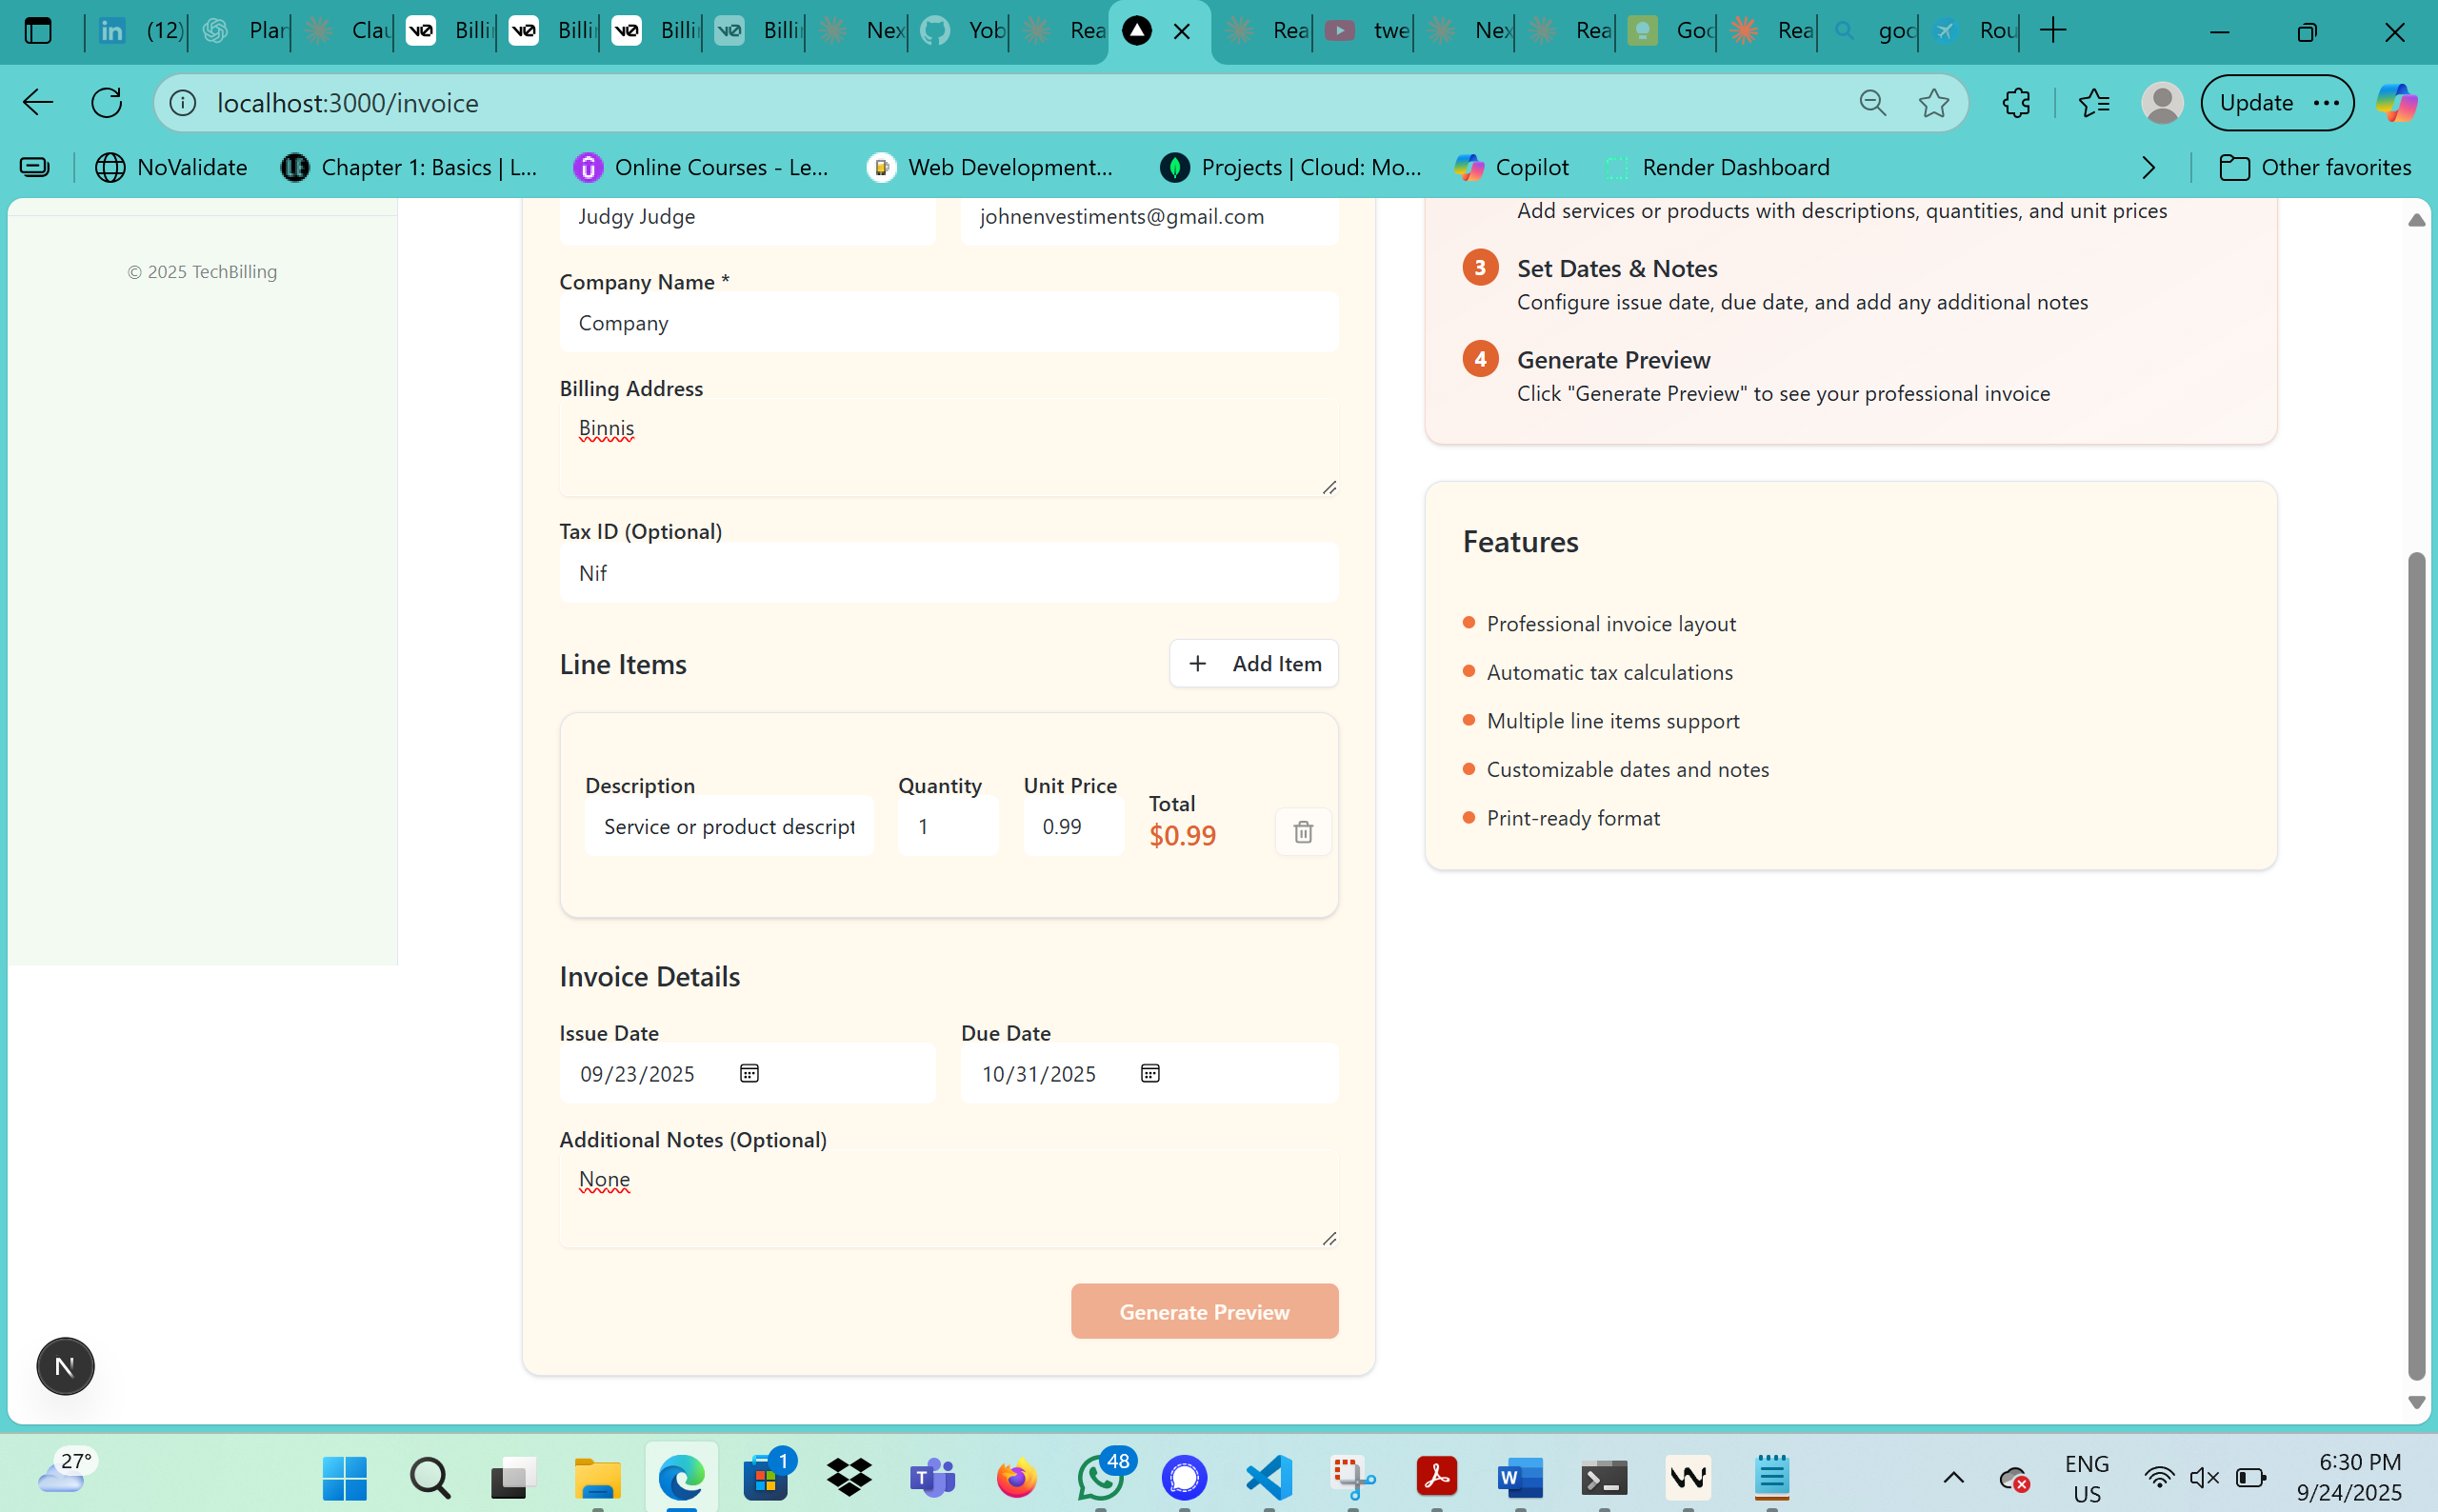 (12)
Plan
Clau
Billi
Billi
Billi
Billi
Nex
Yob
Rea
Rea
twe
Nex
Rea
Goo
Rea
goo
Rou
localhost:3000/invoice
Update
NoValidate
Chapter 1: Basics | L...
Online Courses - Le...
Web Development...
Projects | Cloud: Mo...
Copilot
Render Dashboard
Other favorites
© 2025 TechBilling
Judgy Judge
johnenvestiments@gmail.com
Company Name *
Company
Billing Address
Binnis
Tax ID (Optional)
Nif
Line Items
+ Add Item
Description
Quantity
Unit Price
Total
Service or product descript
1
0.99
$0.99
Invoice Details
Issue Date
Due Date
09/23/2025
10/31/2025
Additional Notes (Optional)
None
Generate Preview
Add services or products with descriptions, quantities, and unit prices
3 Set Dates & Notes
Configure issue date, due date, and add any additional notes
4 Generate Preview
Click "Generate Preview" to see your professional invoice
Features
Professional invoice layout
Automatic tax calculations
Multiple line items support
Customizable dates and notes
Print-ready format
N
27°
1
48
ENG
US
6:30 PM
9/24/2025